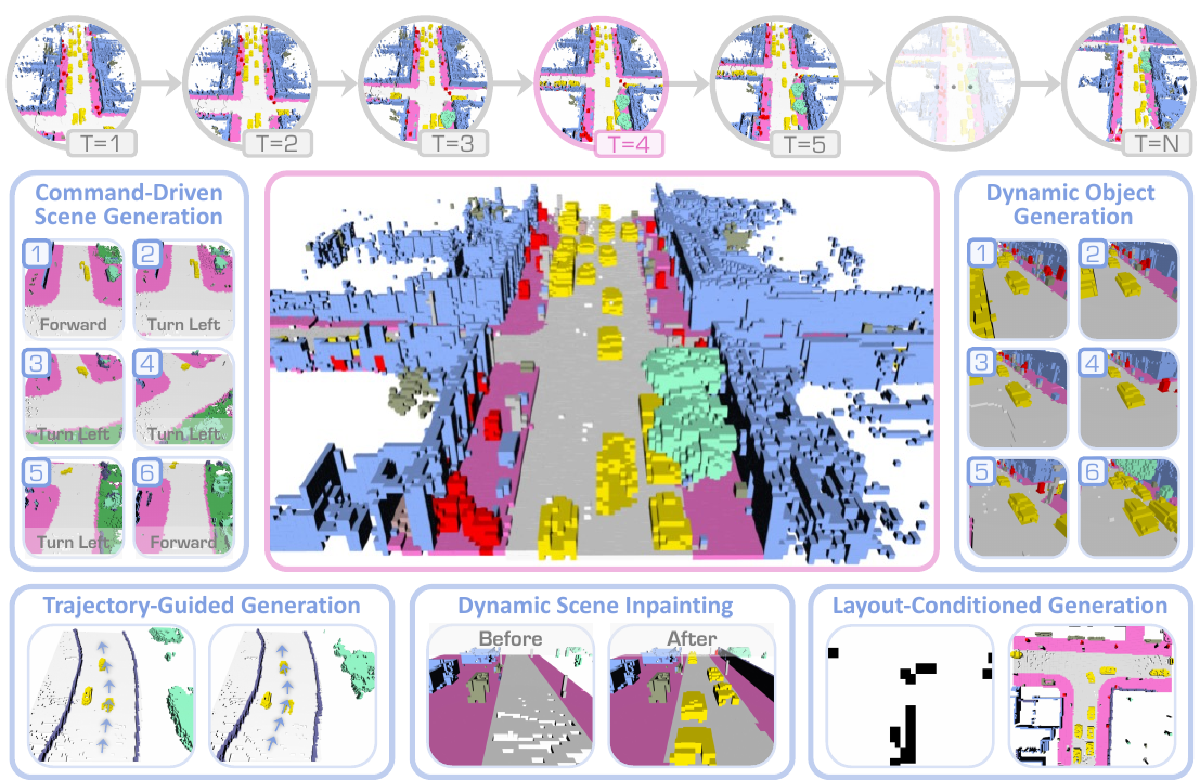 T=1
T=2
T=3
T=4
T=5
T=N
Command-Driven
Scene Generation
1
2
Forward
Turn Left
3
4
Turn Left
Turn Left
5
6
Turn Left
Forward
Dynamic Object
Generation
1
2
3
4
5
6
Trajectory-Guided Generation
Dynamic Scene Inpainting
Before
After
Layout-Conditioned Generation